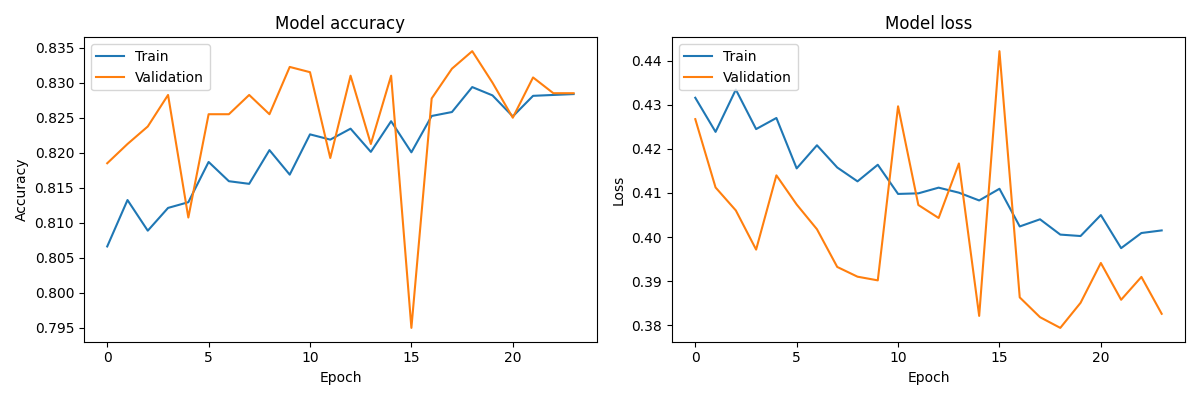 Model accuracy
Train
Validation
0.835
0.830
0.825
0.820
0.815
0.810
0.805
0.800
0.795
Accuracy
0 5 10 15 20
Epoch
Model loss
Train
Validation
0.44
0.43
0.42
0.41
0.40
0.39
0.38
Loss
0 5 10 15 20
Epoch